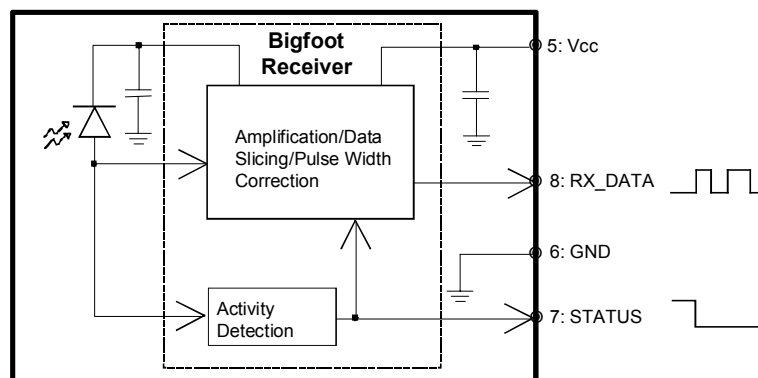 Bigfoot
Receiver
5: Vcc
Amplification/Data
Slicing/Pulse Width
Correction
8: RX_DATA
6: GND
Activity
Detection
7: STATUS